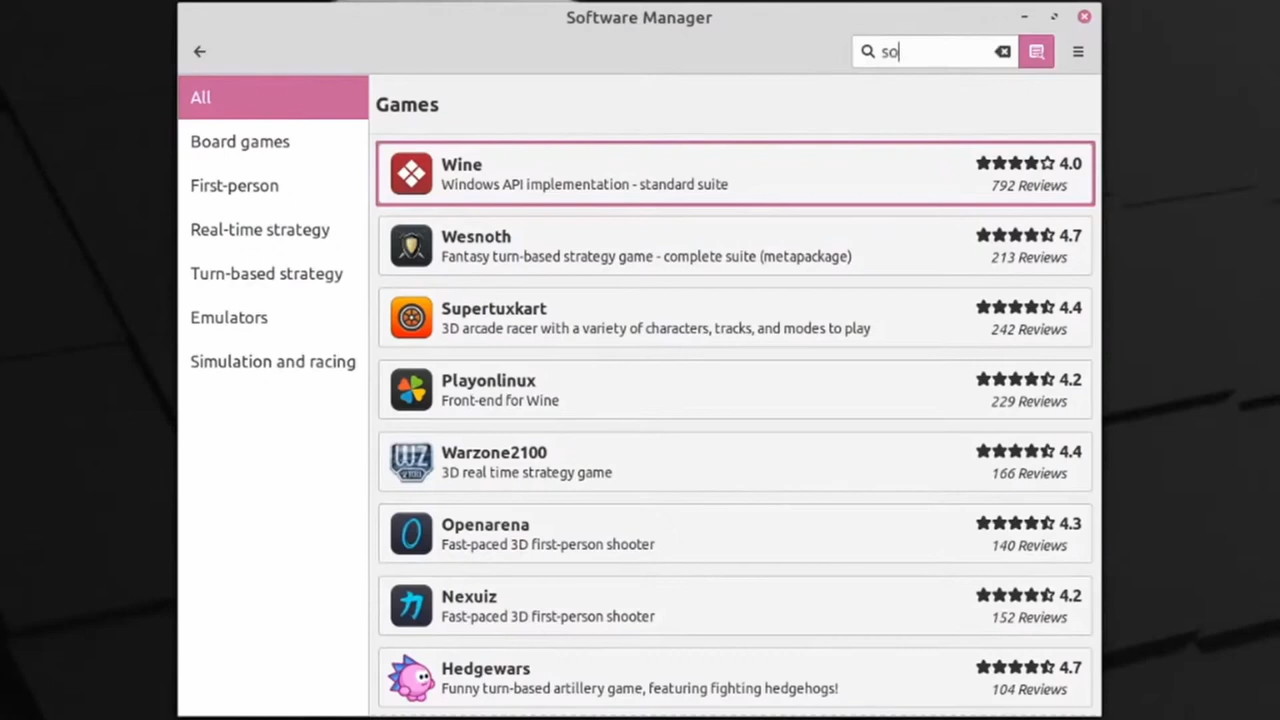 Software Manager
so
All
Board games
First-person
Real-time strategy
Turn-based strategy
Emulators
Simulation and racing
Games
Wine
Windows API implementation - standard suite
4.0
792 Reviews
Wesnoth
Fantasy turn-based strategy game - complete suite (metapackage)
4.7
213 Reviews
Supertuxkart
3D arcade racer with a variety of characters, tracks, and modes to play
4.4
242 Reviews
Playonlinux
Front-end for Wine
4.2
229 Reviews
Warzone2100
3D real time strategy game
4.4
166 Reviews
WZ
2100
Openarena
Fast-paced 3D first-person shooter
4.3
140 Reviews
Nexuiz
Fast-paced 3D first-person shooter
4.2
152 Reviews
Hedgewars
Funny turn-based artillery game, featuring fighting hedgehogs!
4.7
104 Reviews